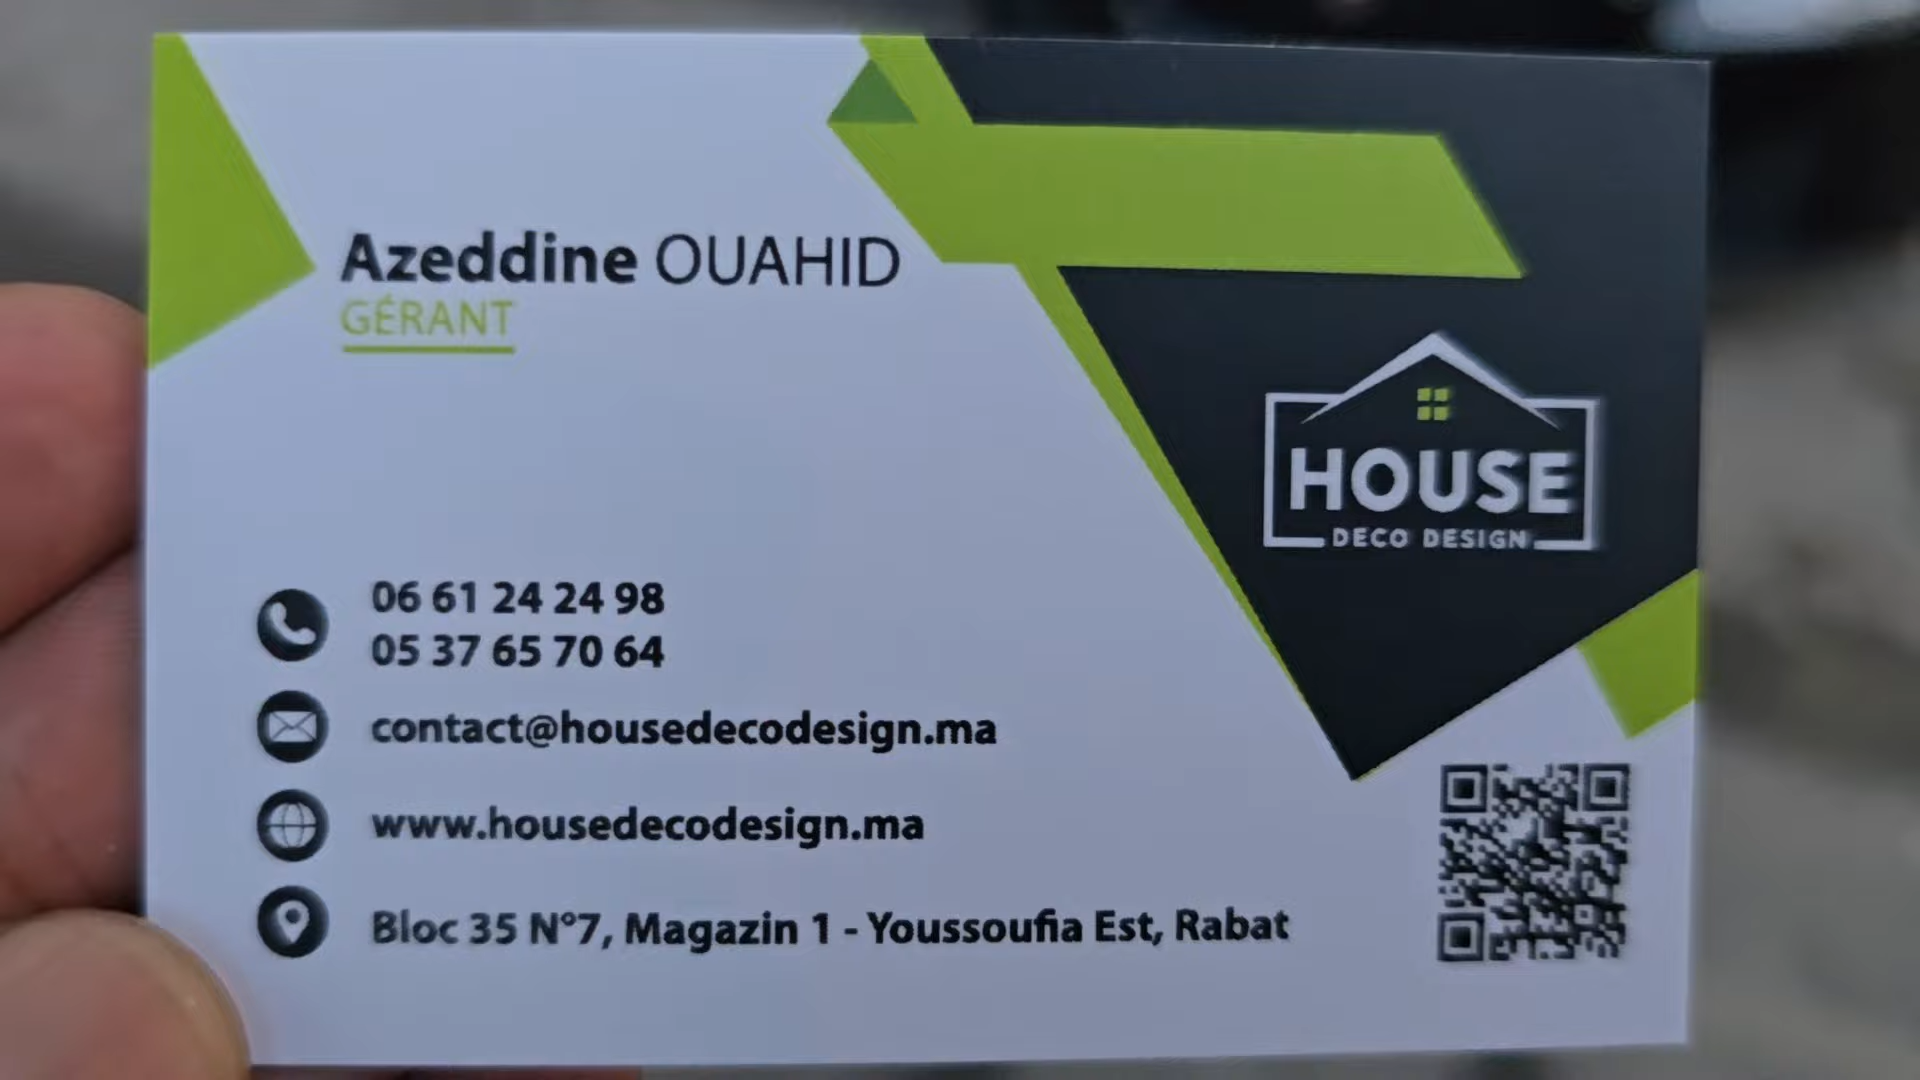 Azeddine OUAHID
GÉRANT
HOUSE
DECO DESIGN
06 61 24 24 98
05 37 65 70 64
contact@housedecodesign.ma
www.housedecodesign.ma
Bloc 35 N°7, Magazin 1 - Youssoufia Est, Rabat